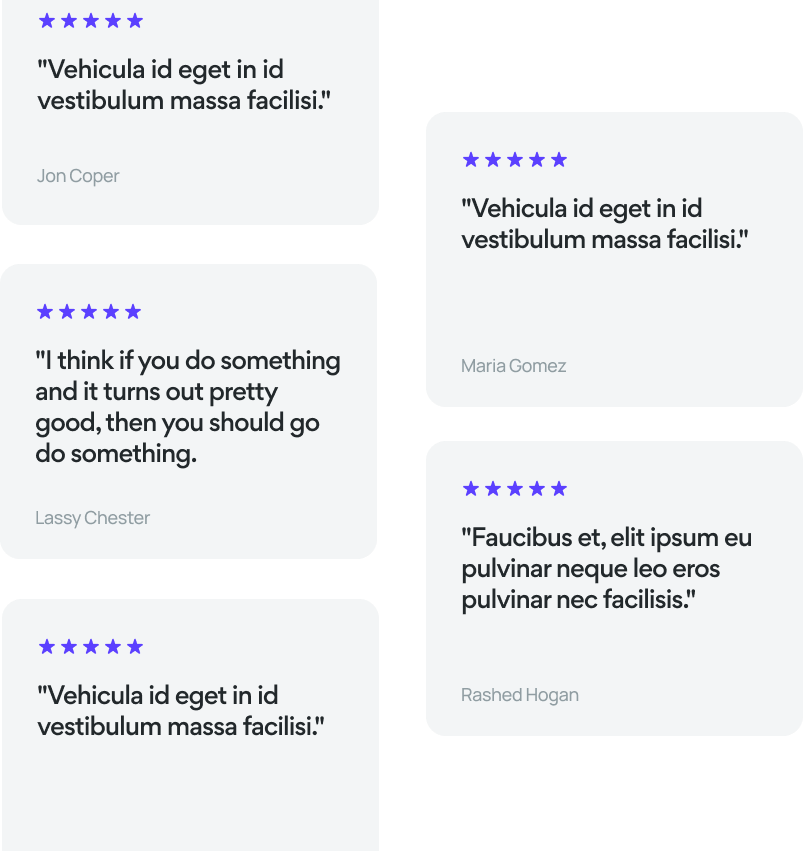 "Vehicula id eget in id
vestibulum massa facilisi."
Jon Coper
"I think if you do something
and it turns out pretty
good, then you should go
do something.
Lassy Chester
"Vehicula id eget in id
vestibulum massa facilisi."
"Vehicula id eget in id
vestibulum massa facilisi."
Maria Gomez
"Faucibus et, elit ipsum eu
pulvinar neque leo eros
pulvinar nec facilisis."
Rashed Hogan